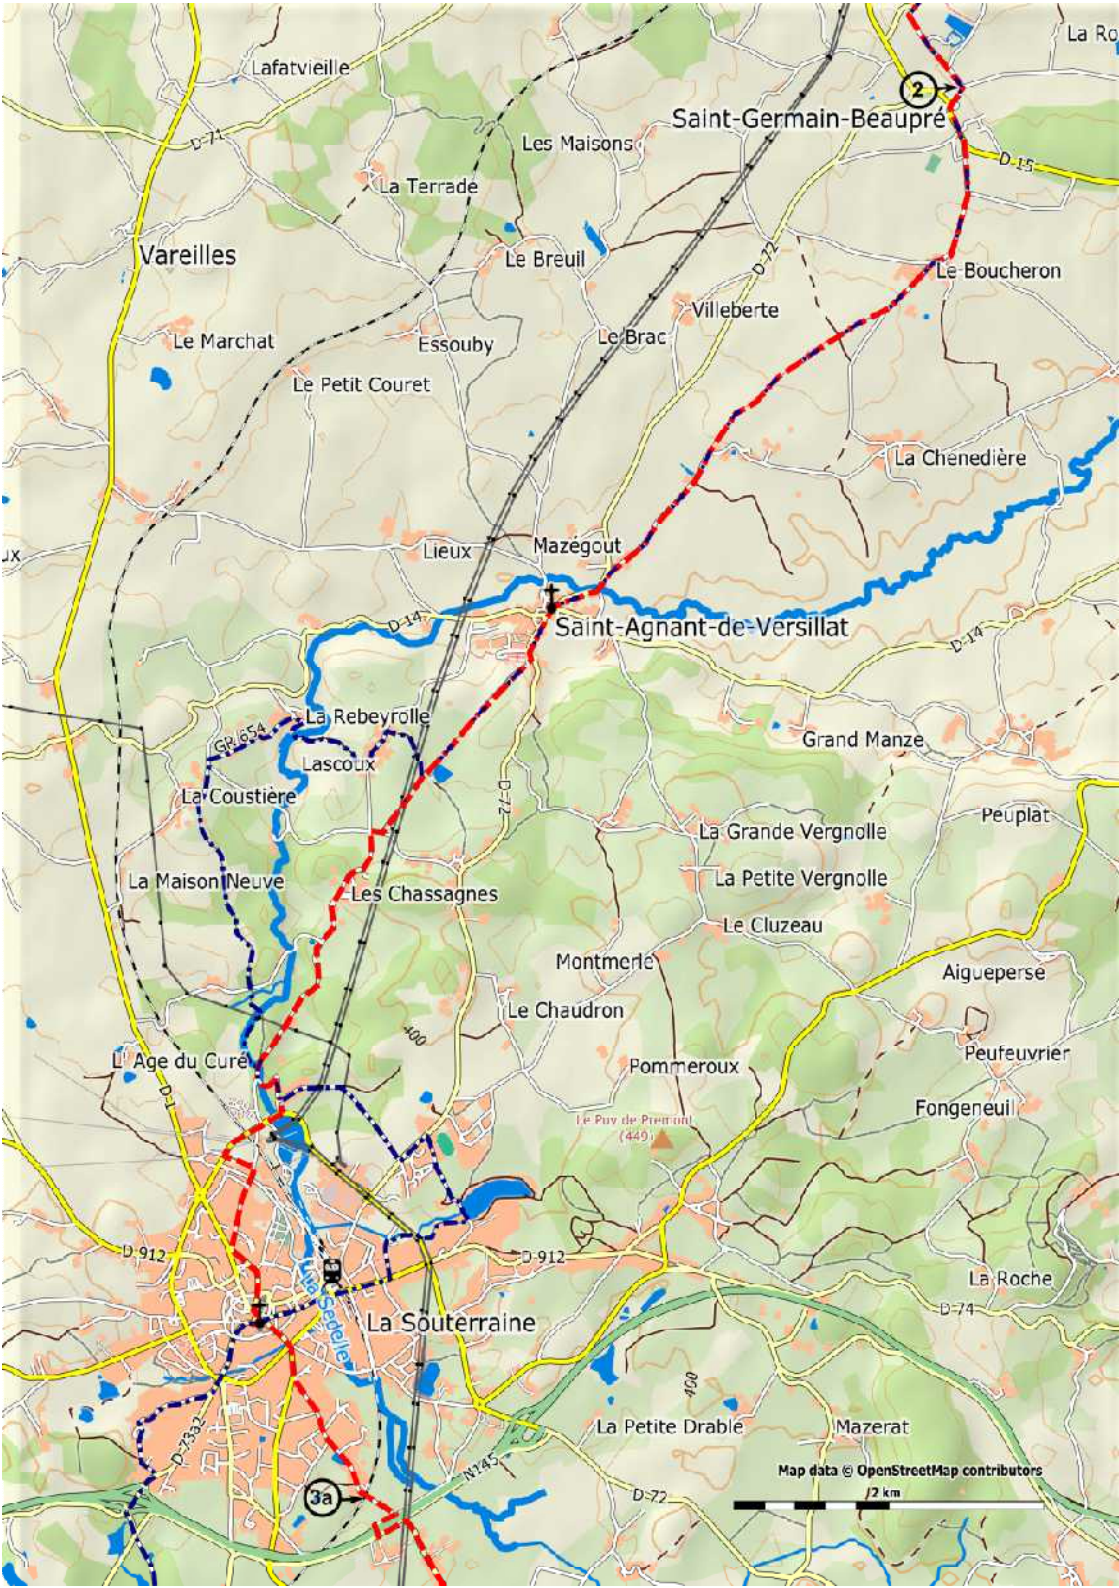 La Ro
Lafatvieille
2
Saint-Germain-Beaupré
D 71
Les Maisons
D 15
La Terrade
Vareilles
Le Breuil
D-72
Le Boucheron
Villeberte
Le Marchat
Essouby
Le Brac
Le Petit Couret
La Chenedière
ux
Lieux
Mazégout
D 14
Saint-Agnant-de-Versillat
D-14
La Rebeyrolle
GR 654
Lascoux
Grand Manze
La Coustière
D-72
Peuplat
La Grande Vergnolle
La Maison Neuve
Les Chassagnes
La Petite Vergnolle
Le Cluzeau
Montmerle
Aigueperse
Le Chaudron
400
L' Age du Curé
Pommeroux
Peufeuvrier
D-1
Le Puy de Prémont
(449)
Fongeneuil
D 912
D 912
La Roche
La Sedelle
La Souterraine
D-74
400
La Petite Drable
Mazerat
D-73a2
N145
Map data © OpenStreetMap contributors
2 km
3a
D-72